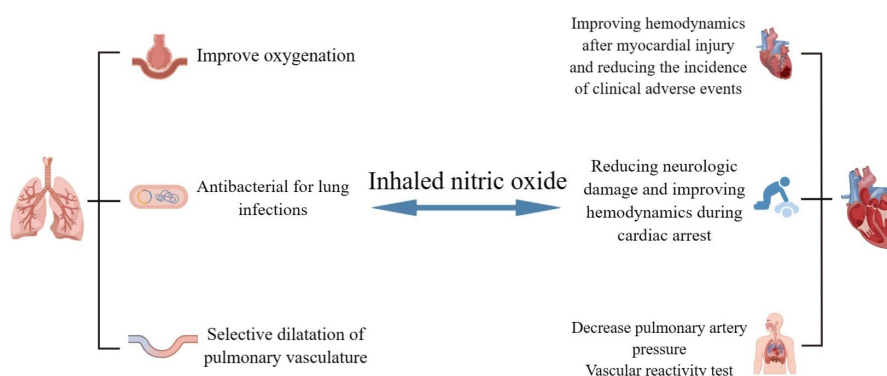 Improve oxygenation
Antibacterial for lung
infections
Selective dilatation of
pulmonary vasculature
Inhaled nitric oxide
Improving hemodynamics
after myocardial injury
and reducing the incidence
of clinical adverse events
Reducing neurologic
damage and improving
hemodynamics during
cardiac arrest
Decrease pulmonary artery
pressure
Vascular reactivity test